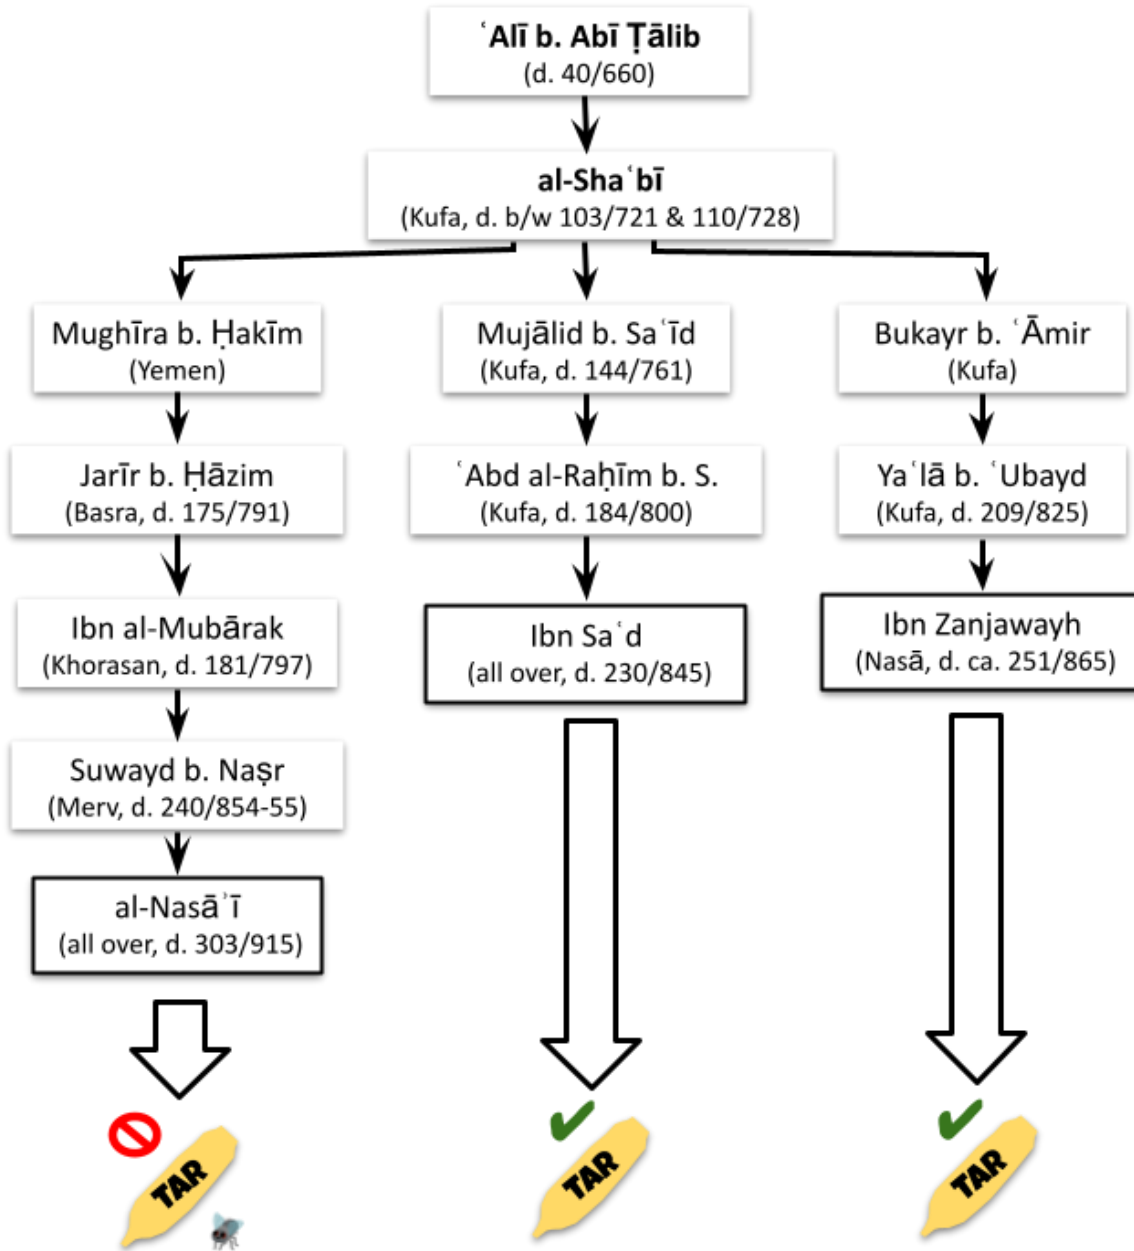 ʿAlī b. Abī Ṭālib
(d. 40/660)
al-Shaʿbī
(Kufa, d. b/w 103/721 & 110/728)
Mughīra b. Ḥakīm
(Yemen)
Mujālid b. Saʿīd
(Kufa, d. 144/761)
Bukayr b. ʿĀmir
(Kufa)
Jarīr b. Ḥāzim
(Basra, d. 175/791)
ʿAbd al-Raḥīm b. S.
(Kufa, d. 184/800)
Yaʿlā b. ʿUbayd
(Kufa, d. 209/825)
Ibn al-Mubārak
(Khorasan, d. 181/797)
Ibn Saʿd
(all over, d. 230/845)
Ibn Zanjawayh
(Nasā, d. ca. 251/865)
Suwayd b. Naṣr
(Merv, d. 240/854-55)
al-Nasāʾī
(all over, d. 303/915)
TAR
TAR
TAR